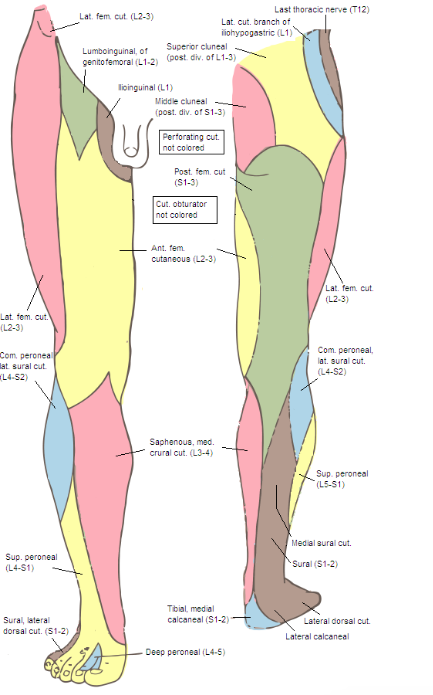 Lat. fem. cut. (L2-3)
Lumboinguinal, of
genitofemoral (L1-2)
Ilioinguinal (L1)
Last thoracic nerve (T12)
Lat. cut. branch of
iliohypogastric (L1)
Superior cluneal
(post. div. of L1-3)
Middle cluneal
(post. div. of S1-3)
Perforating cut.
not colored
Post. fem. cut
(S1-3)
Cut. obturator
not colored
Ant. fem.
cutaneous (L2-3)
Lat. fem. cut.
(L2-3)
Lat. fem. cut.
(L2-3)
Com. peroneal,
lat. sural cut.
(L4-S2)
Com. peroneal,
lat. sural cut.
(L4-S2)
Saphenous, med.
crural cut. (L3-4)
Sup. peroneal
(L5-S1)
Medial sural cut.
Sural (S1-2)
Sup. peroneal
(L4-S1)
Tibial, medial
calcaneal (S1-2)
Lateral dorsal cut.
Lateral calcaneal
Sural, lateral
dorsal cut. (S1-2)
Deep peroneal (L4-5)